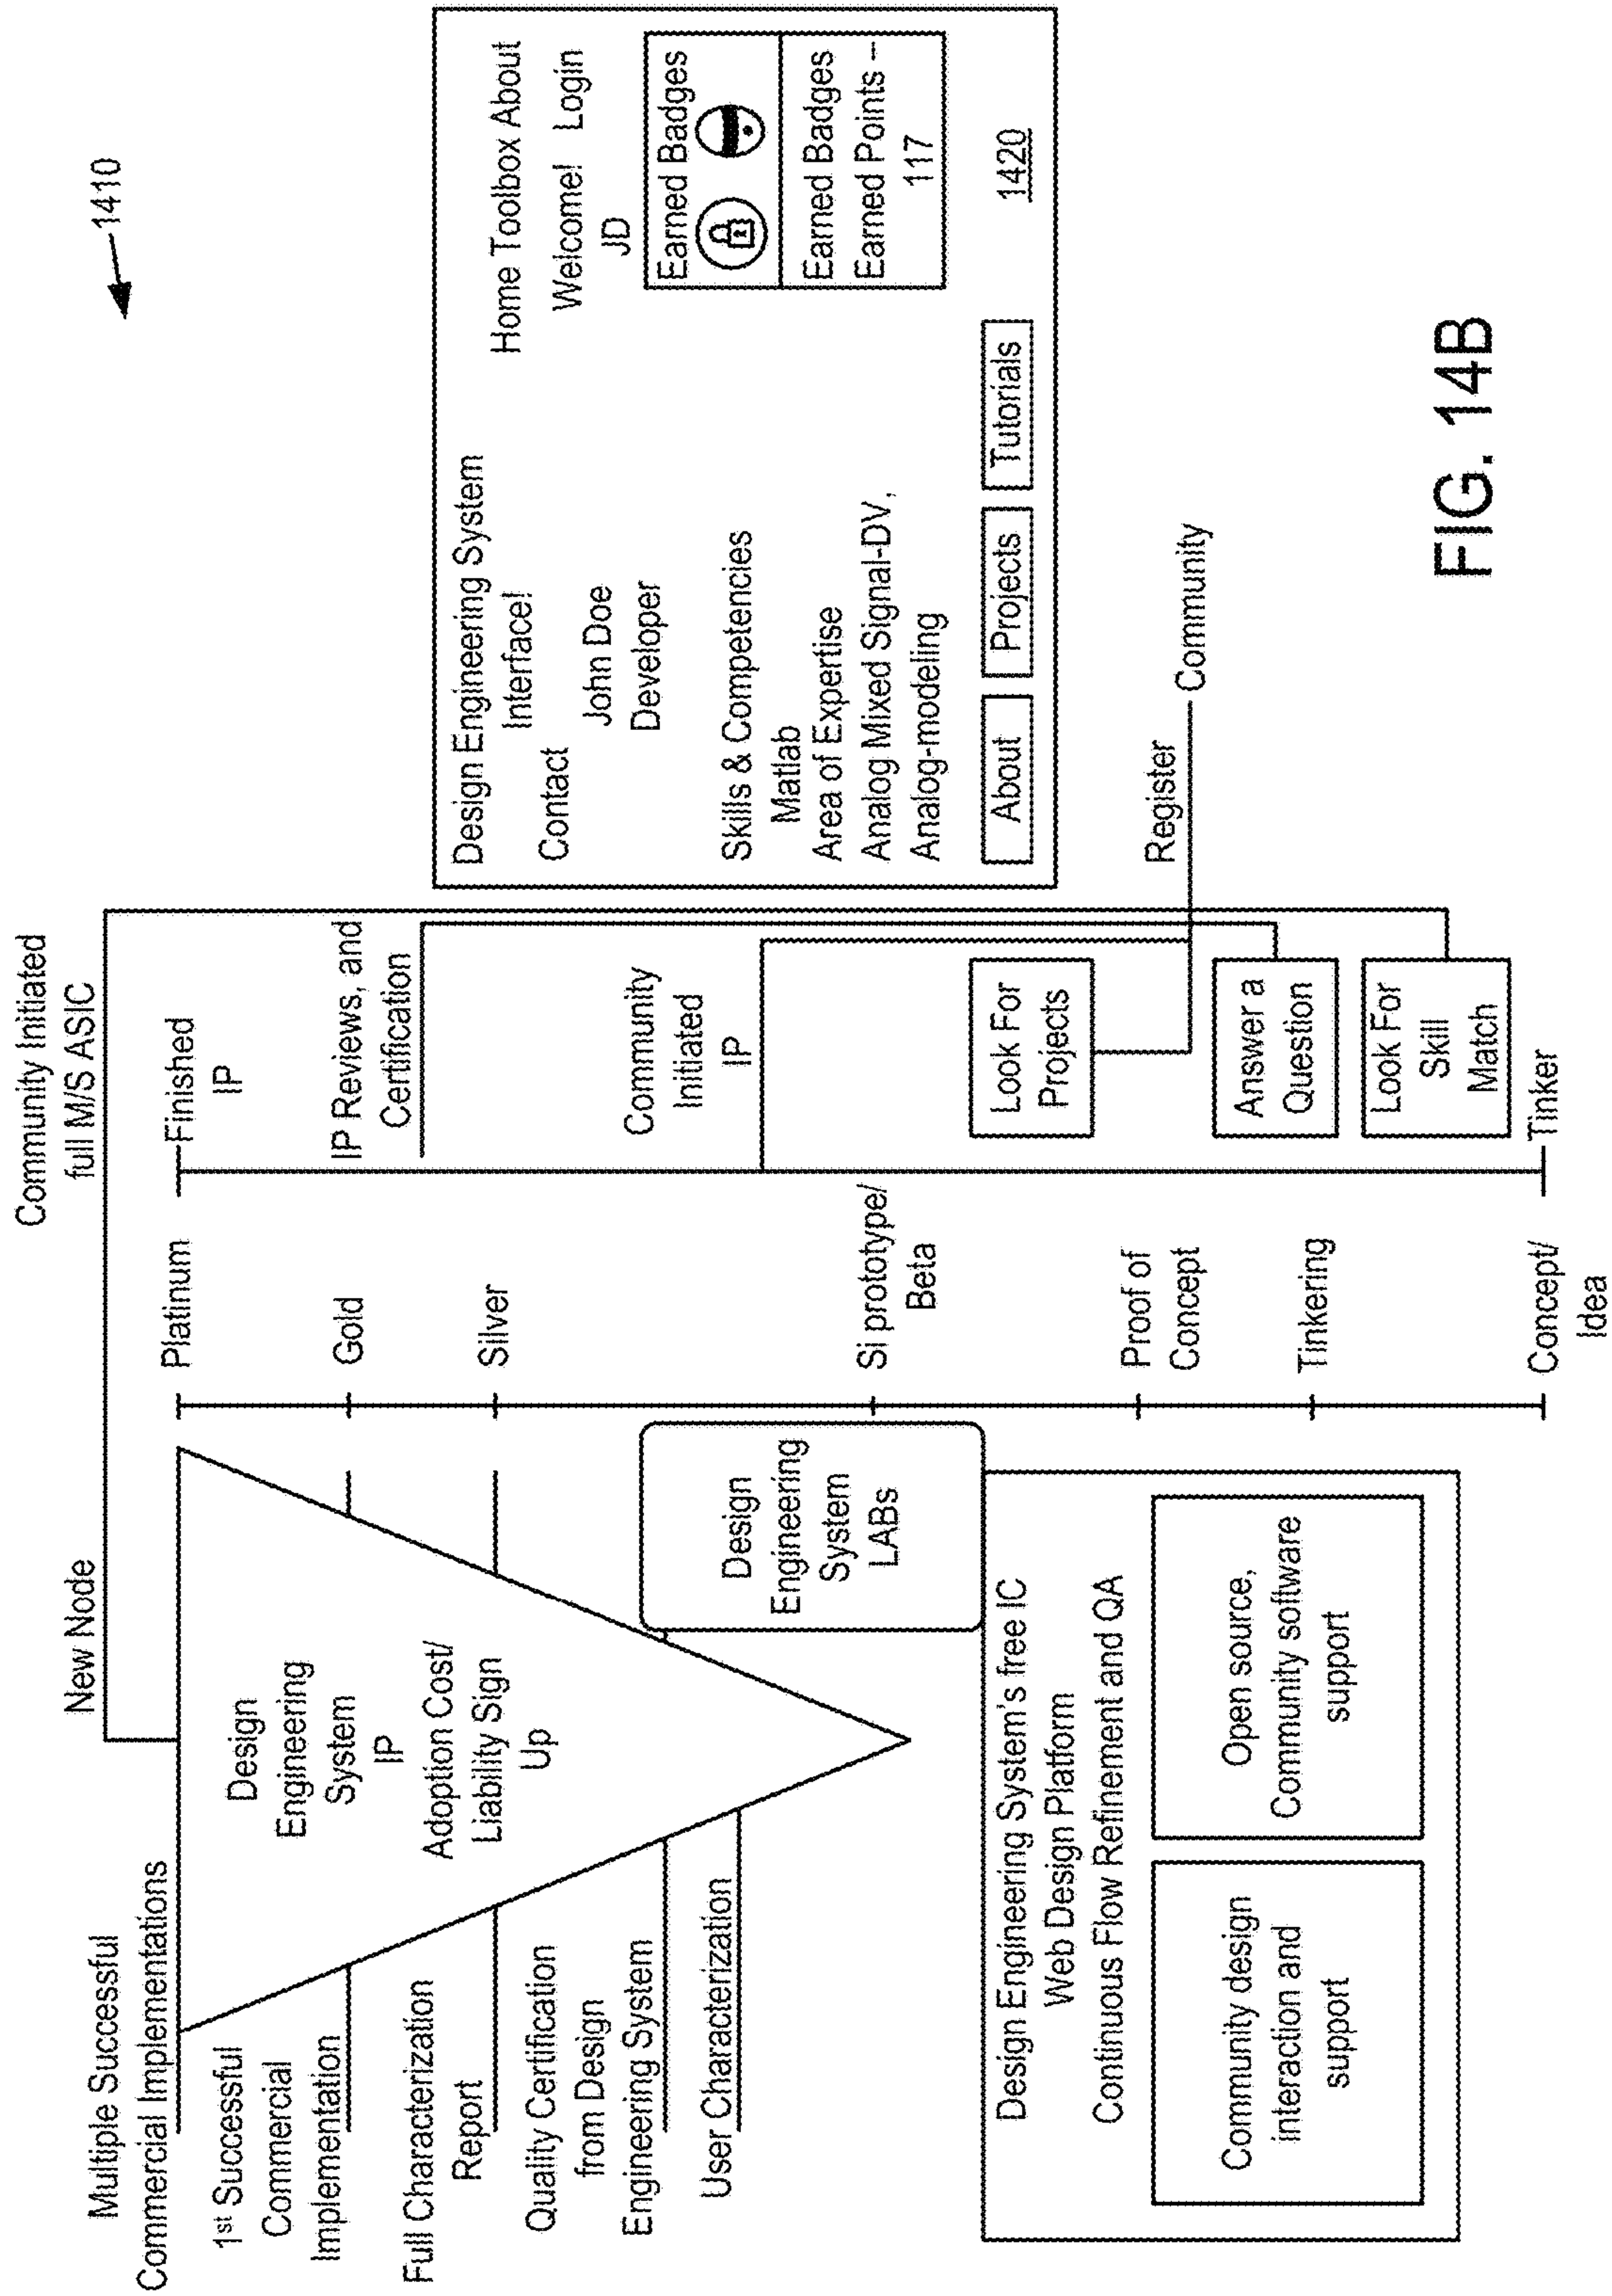 1410
Community Initiated
full M/S ASIC
New Node
Multiple Successful
Commercial Implementations
1st Successful
Commercial
Implementation
Full Characterization
Report
Quality Certification
from Design
Engineering System
User Characterization
Design
Engineering
System
IP
Adoption Cost/
Liability Sign
Up
Design
Engineering
System
LABs
Design Engineering System's free IC
Web Design Platform
Continuous Flow Refinement and QA
Community design
interaction and
support
Open source,
Community software
support
Platinum
Gold
Silver
Si prototype/
Beta
Proof of
Concept
Tinkering
Concept/
Idea
Finished
IP
IP Reviews, and
Certification
Community
Initiated
IP
Look For
Projects
Answer a
Question
Look For
Skill
Match
Tinker
Register
Community
Design Engineering System
Interface!
Home Toolbox About
Contact
Welcome! Login
John Doe
JD
Developer
Earned Badges
Skills & Competencies
Matlab
Area of Expertise
Analog Mixed Signal-DV,
Analog-modeling
Earned Badges
Earned Points –
117
About
Projects
Tutorials
1420
FIG. 14B